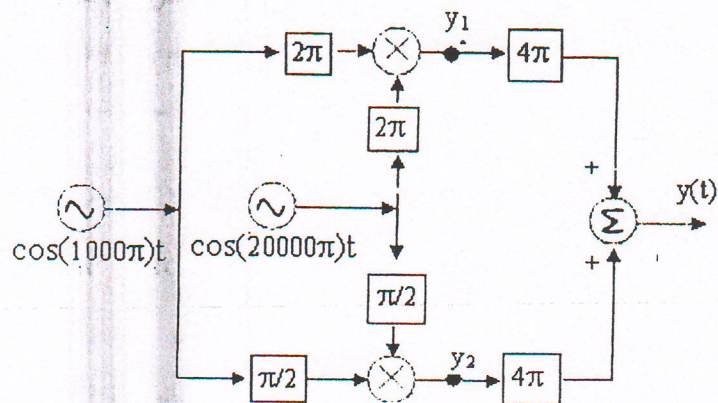 y1
2π
4π
2π
y(t)
+
Σ
+
cos(1000π)t
cos(20000π)t
π/2
y2
π/2
4π